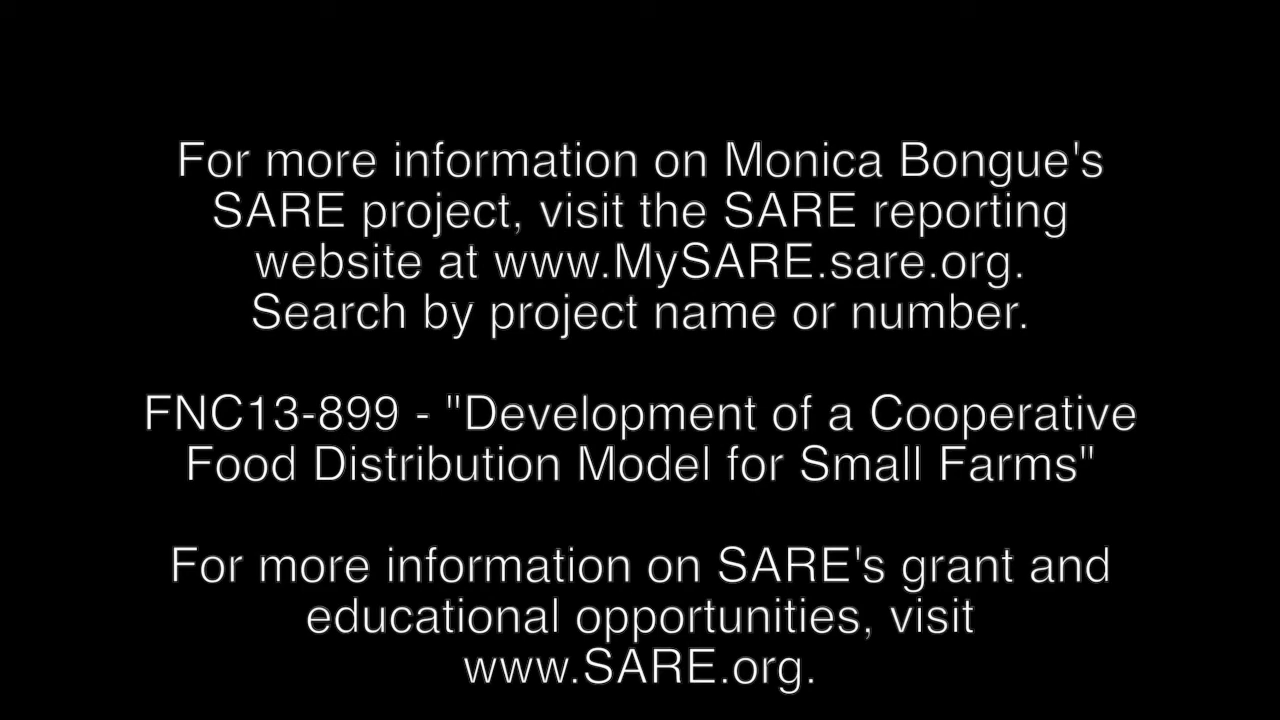 For more information on Monica Bongue's
SARE project, visit the SARE reporting
website at www.MySARE.sare.org.
Search by project name or number.
FNC13-899 - "Development of a Cooperative
Food Distribution Model for Small Farms"
For more information on SARE's grant and
educational opportunities, visit
www.SARE.org.